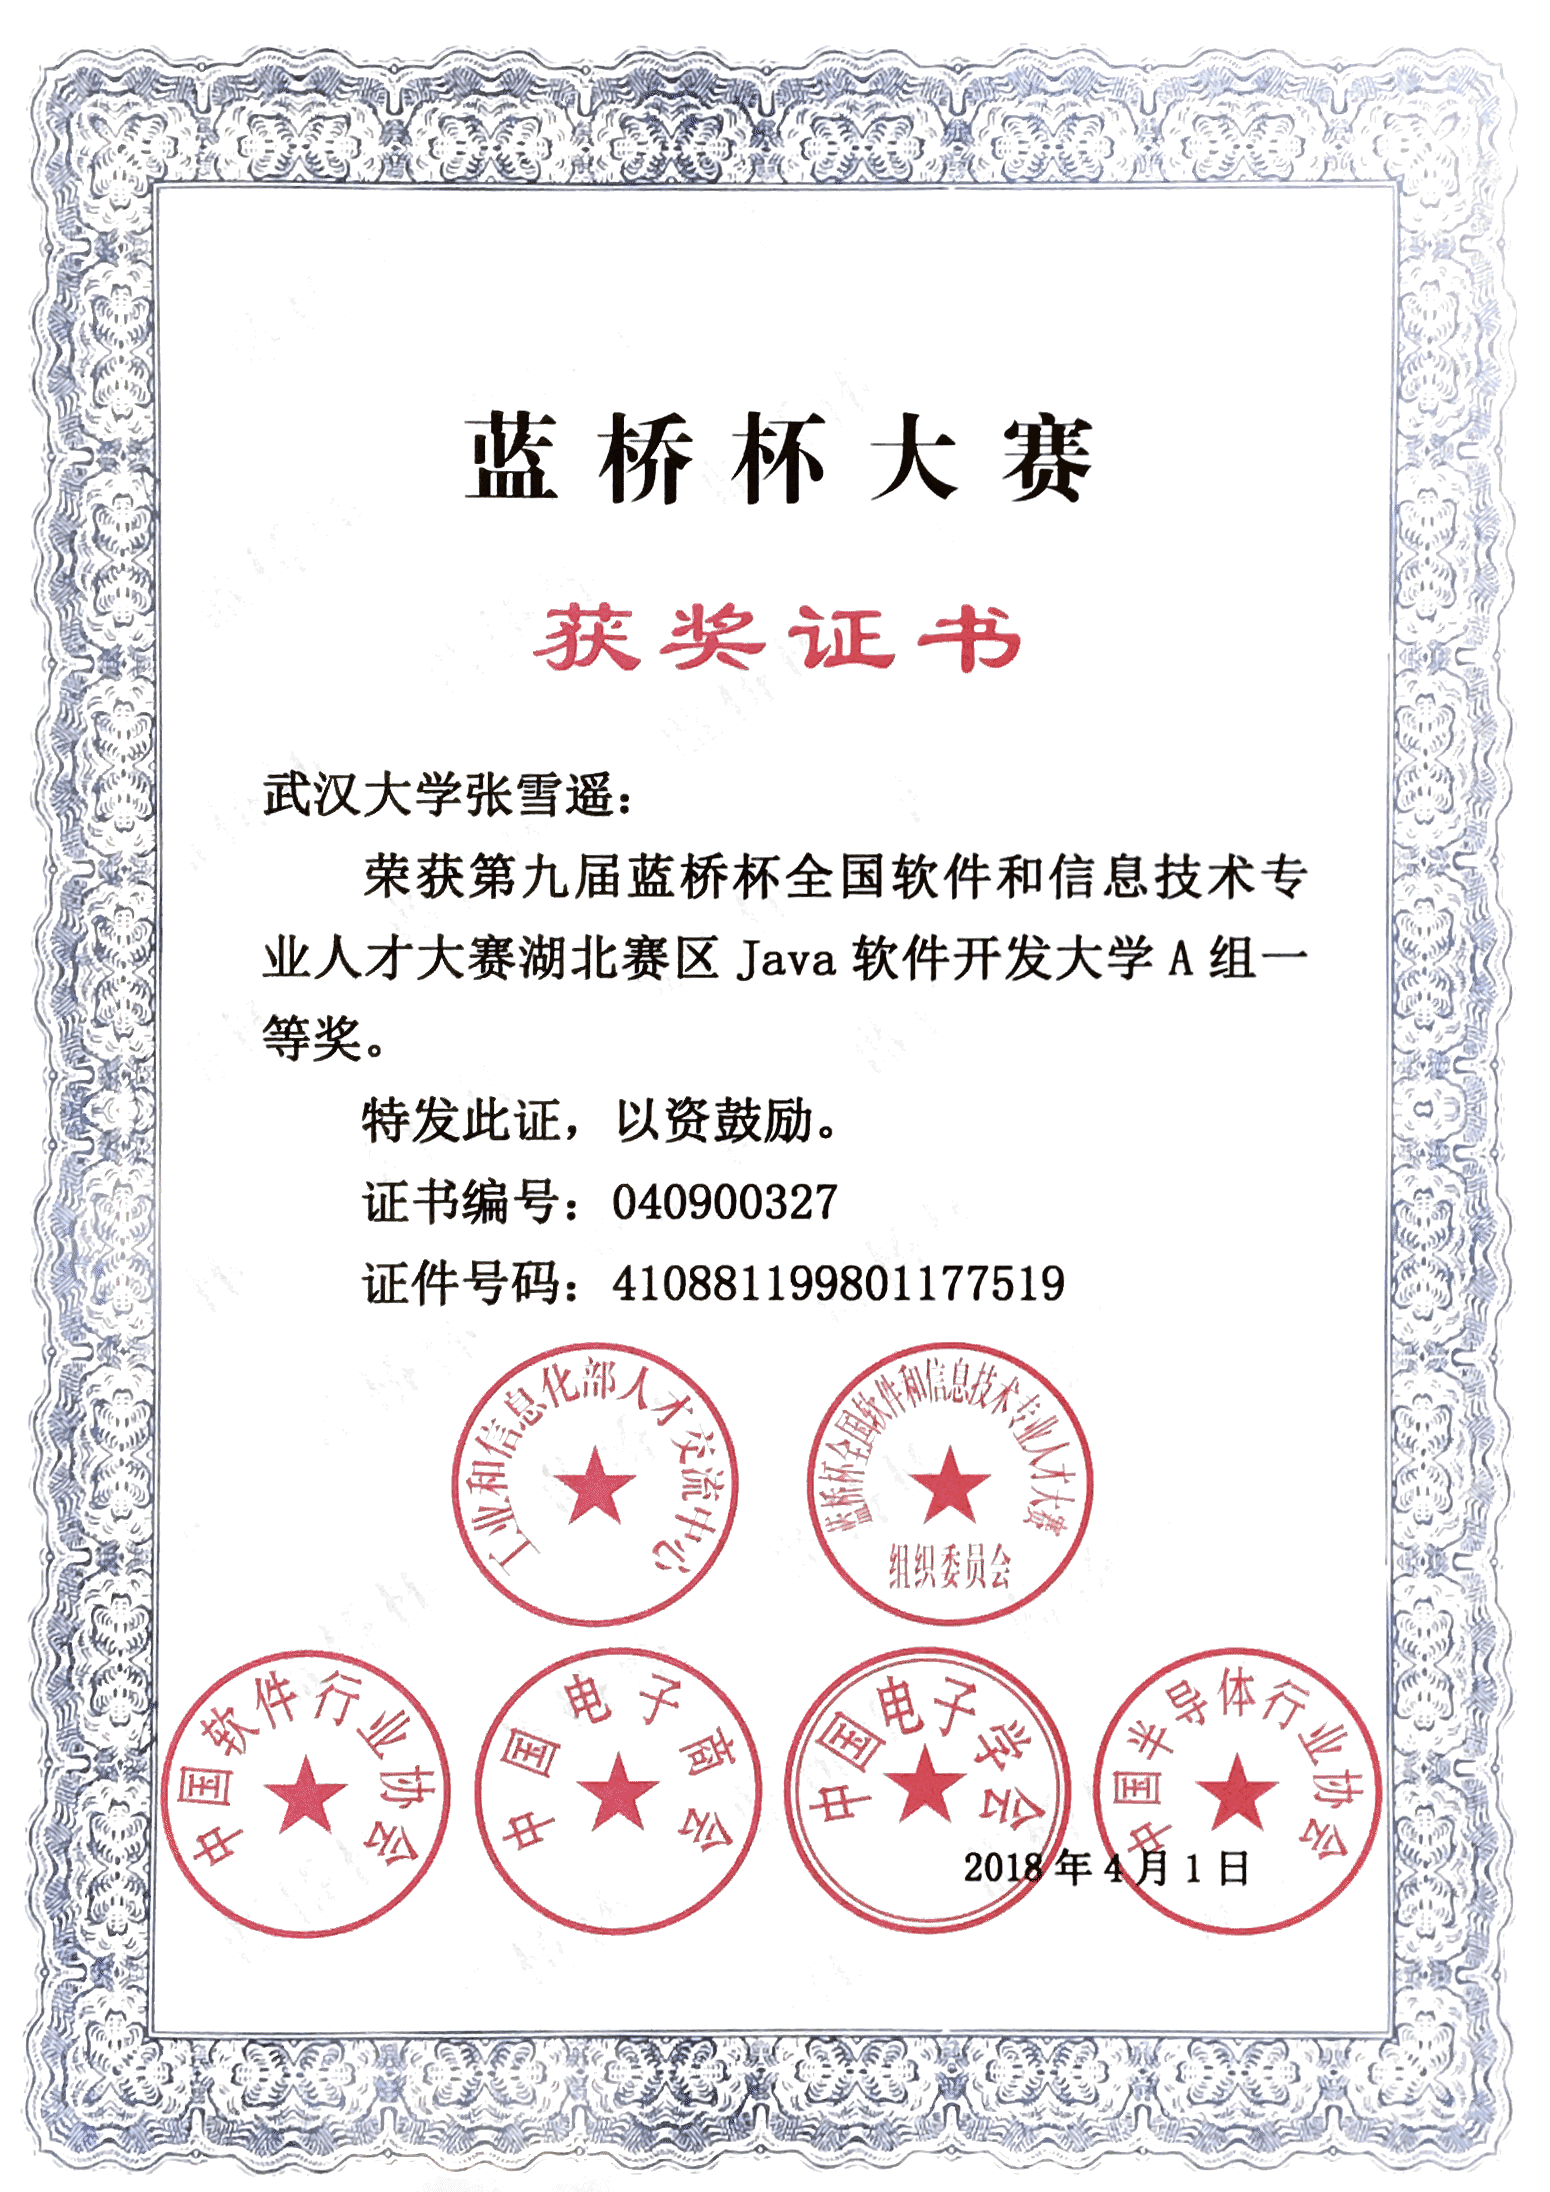 蓝桥杯大赛
获奖证书
武汉大学张雪遥：
荣获第九届蓝桥杯全国软件和信息技术专
业人才大赛湖北赛区 Java 软件开发大学 A 组一
等奖。
特发此证，以资鼓励。
证书编号：040900327
证件号码：410881199801177519
工业和信息化部人才交流中心
蓝桥杯全国软件和信息技术专业人才大赛
组织委员会
中国软件行业协会
中国电子商会
中国电子学会
中国半导体行业协会
2018 年 4 月 1 日